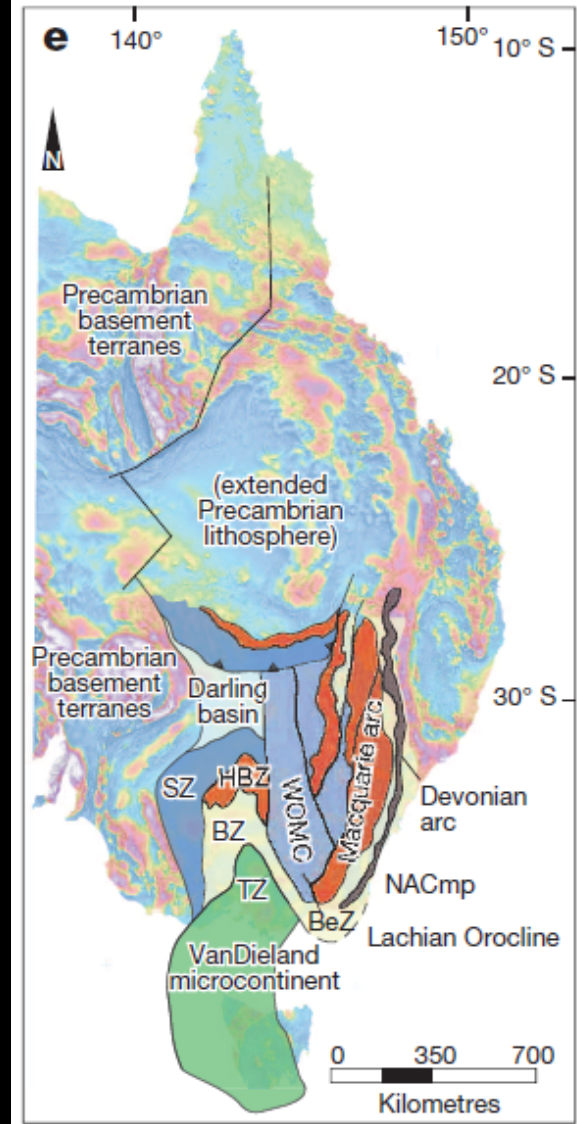 e
140°
150°
10° S
N
Precambrian
basement
terranes
20° S
(extended
Precambrian
lithosphere)
Precambrian
basement
terranes
30° S
Darling
basin
SZ
HBZ
WOMC
Macquarie arc
Devonian
arc
BZ
TZ
NACmp
BeZ
Lachian Orocline
VanDieland
microcontinent
0 350 700
Kilometres